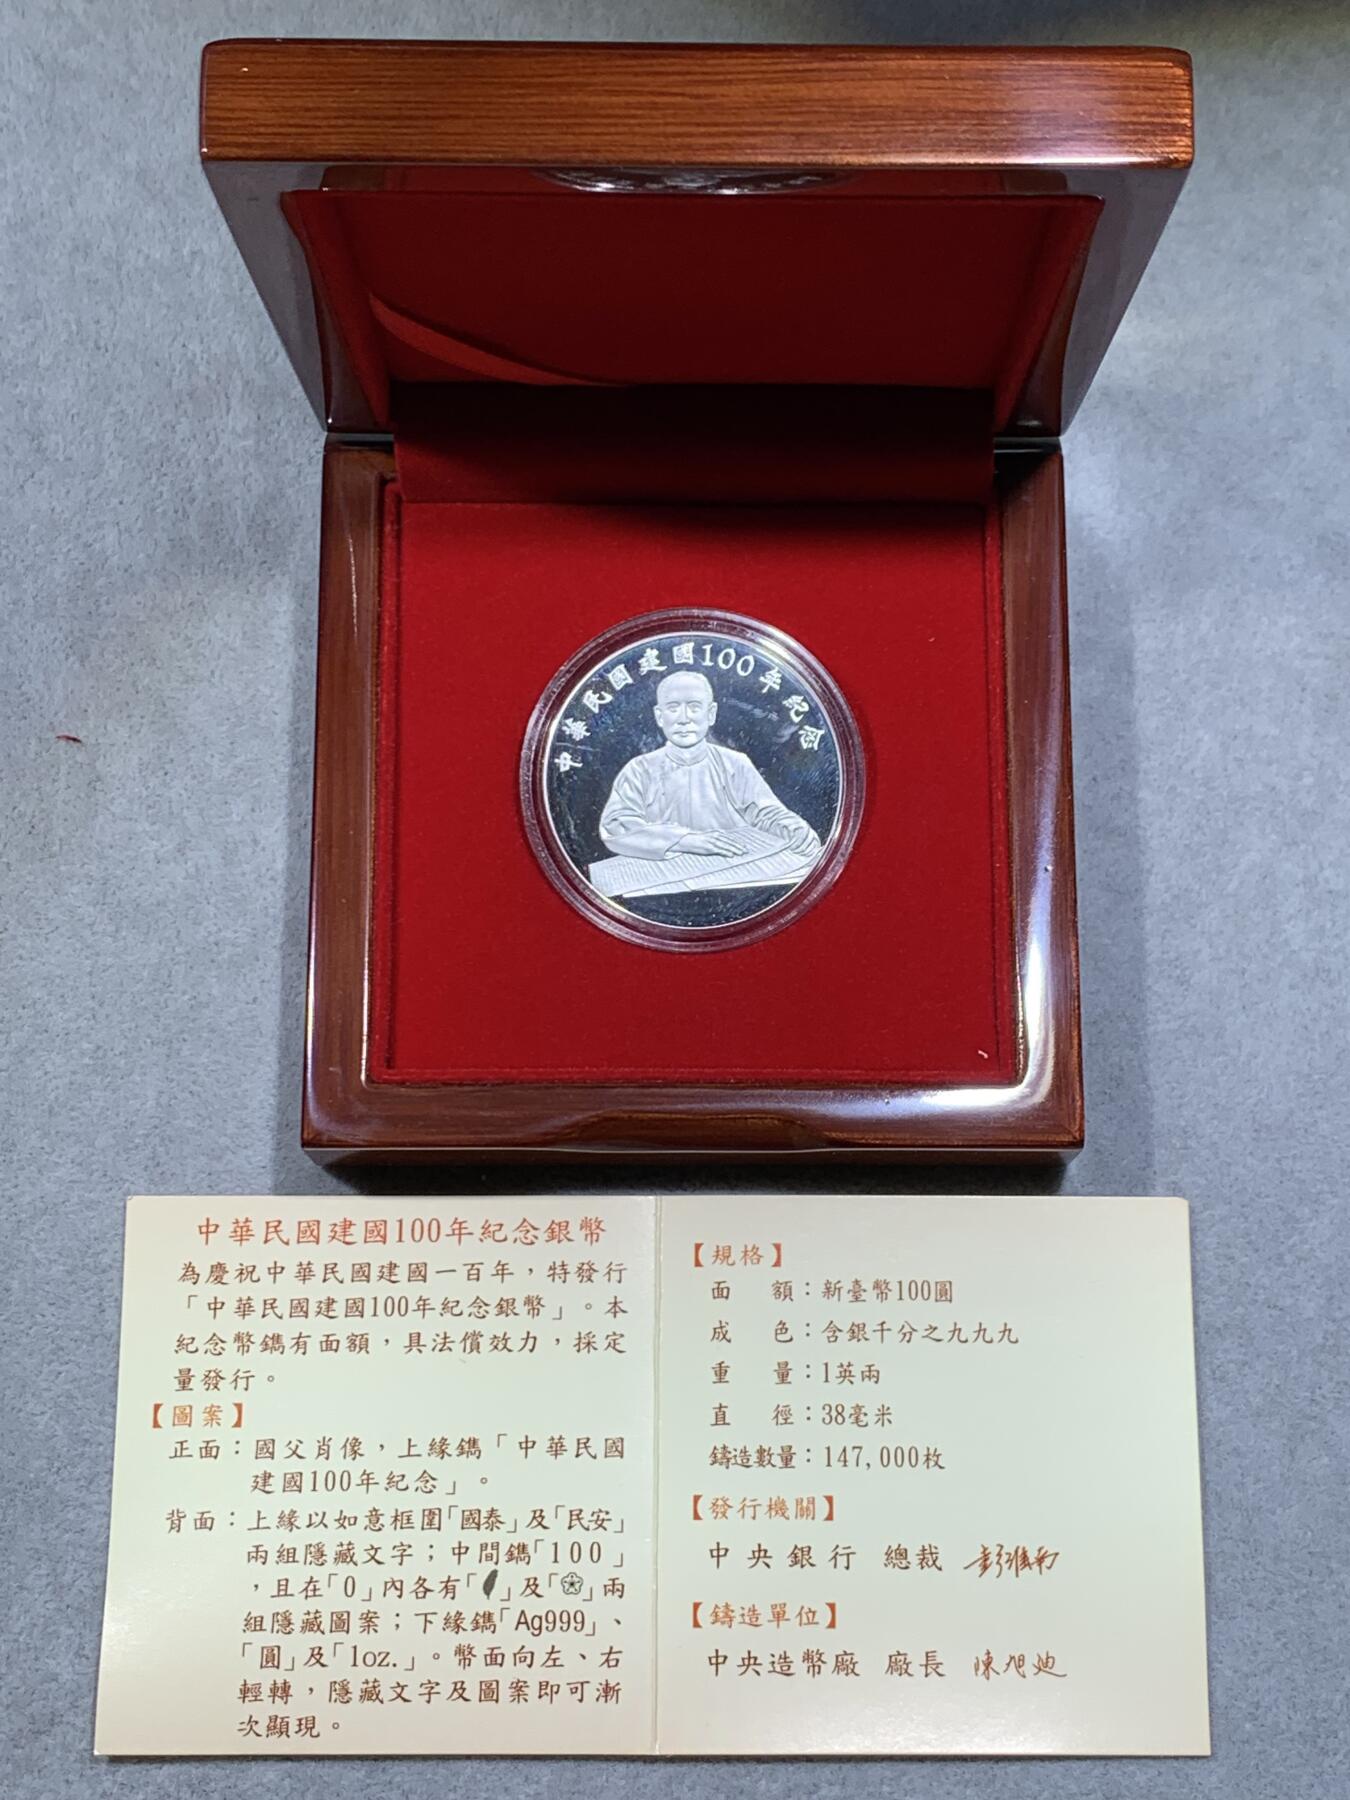 中華民國建國100年紀念
中華民國建國100年紀念銀幣
為慶祝中華民國建國一百年，特發行
「中華民國建國100年紀念銀幣」。本
紀念幣鐫有面額，具法償效力，採定
量發行。
【圖案】
正面：國父肖像，上緣鐫「中華民國
建國100年紀念」。
背面：上緣以如意框圍「國泰」及「民安」
兩組隱藏文字；中間鐫「100」
，且在「0」內各有「」及「」兩
組隱藏圖案；下緣鐫「Ag999」、
「圓」及「1oz.」。幣面向左、右
輕轉，隱藏文字及圖案即可漸
次顯現。
【規格】
面　額：新臺幣100圓
成　色：含銀千分之九九九
重　量：1英兩
直　徑：38毫米
鑄造數量：147,000枚
【發行機關】
中央銀行 總裁 彭淮南
【鑄造單位】
中央造幣廠 廠長 陳旭迪